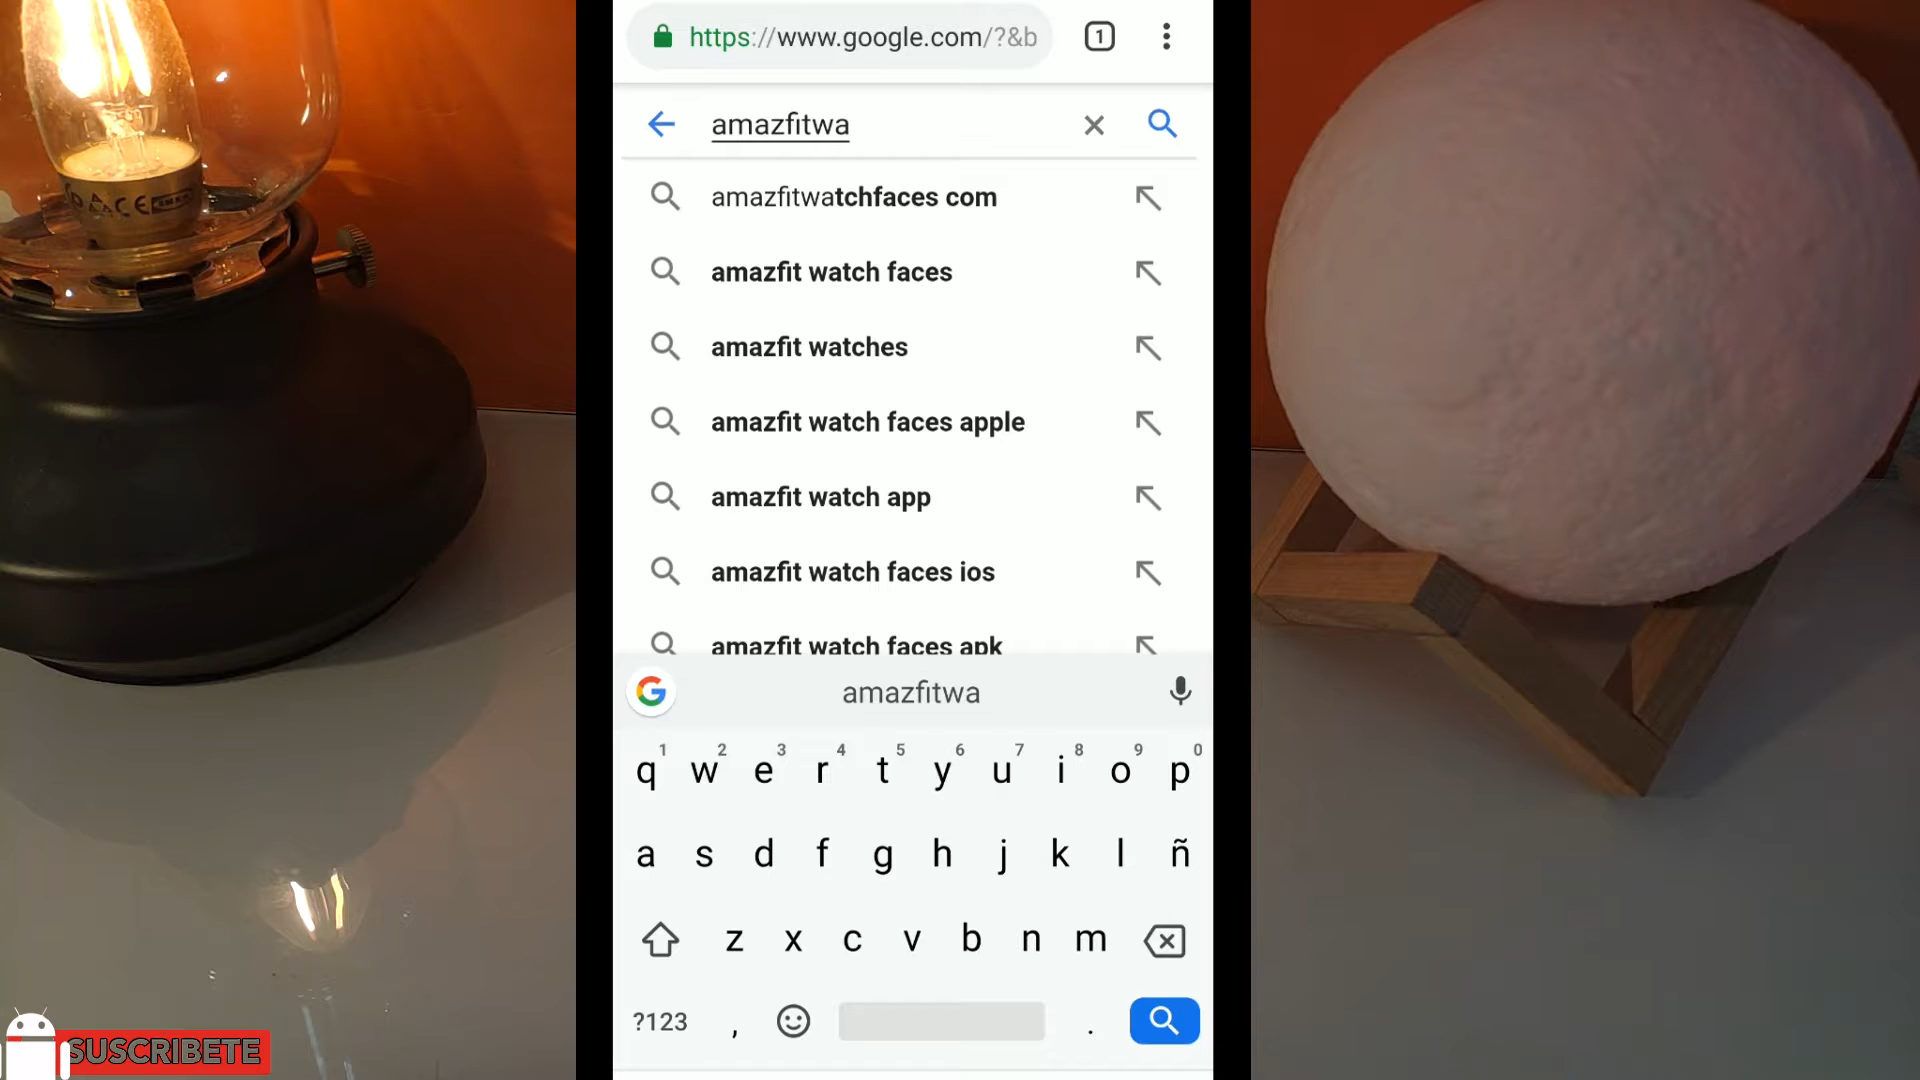 https://www.google.com/?&b
1
amazfitwa
amazfitwatchfaces com
amazfit watch faces
amazfit watches
amazfit watch faces apple
amazfit watch app
amazfit watch faces ios
amazfit watch faces apk
amazfitwa
1 2 3 4 5 6 7 8 9 0
q w e r t y u i o p
a s d f g h j k l ñ
z x c v b n m
?123 , .
SUSCRIBETE